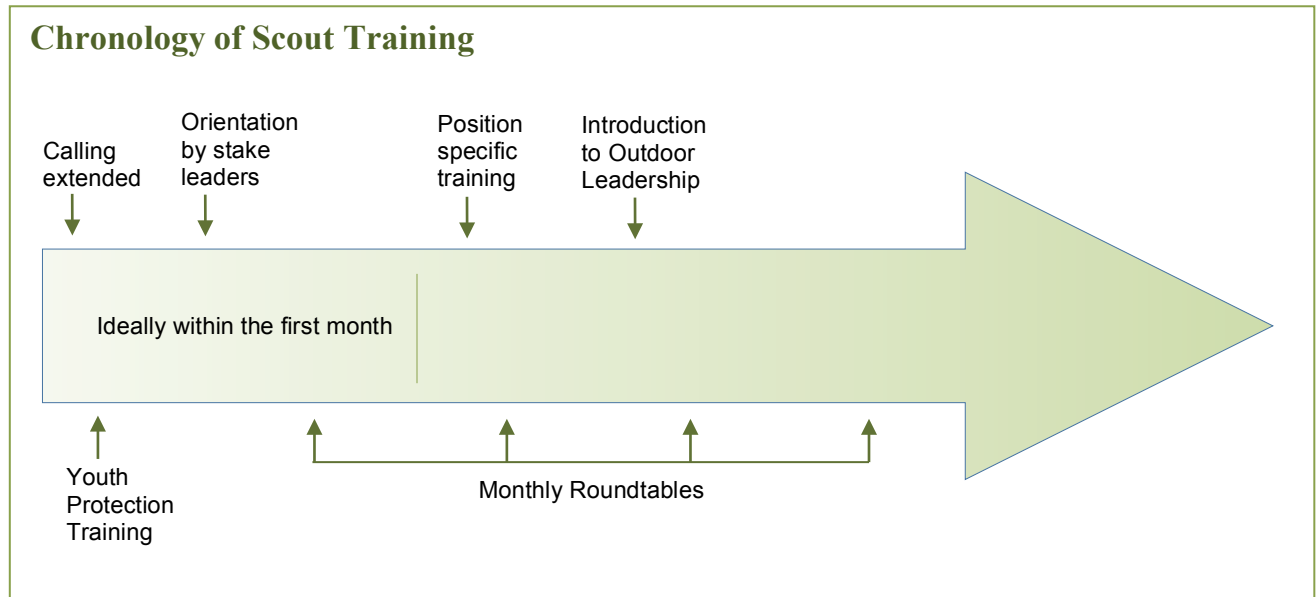 Chronology of Scout Training
Calling
extended
Orientation
by stake
leaders
Position
specific
training
Introduction
to Outdoor
Leadership
Ideally within the first month
Youth
Protection
Training
Monthly Roundtables